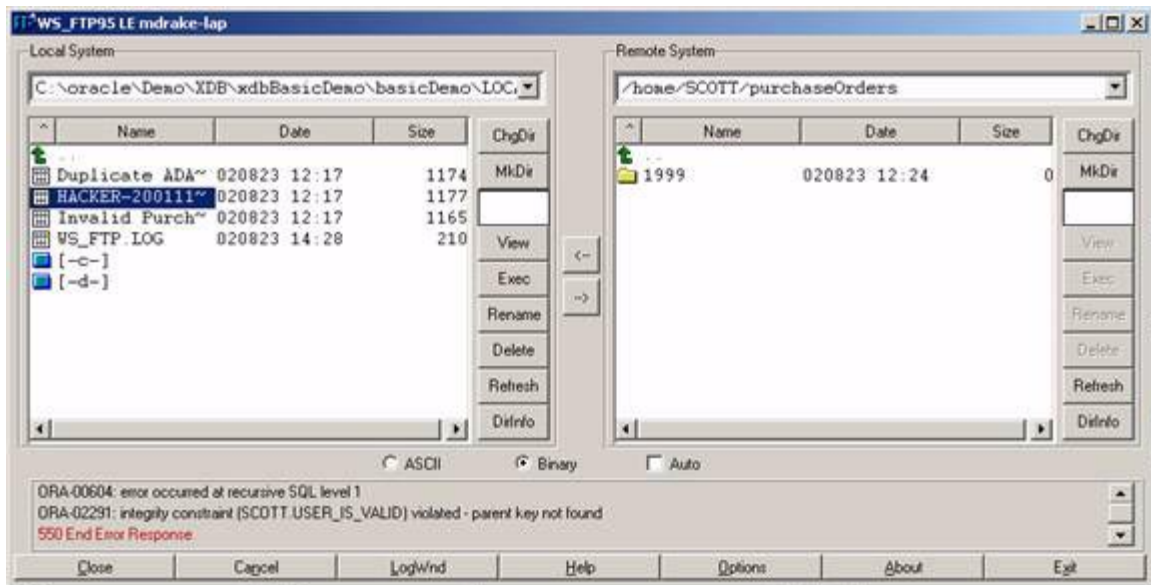 WS_FTP95 LE mdrake-lap
Local System
Remote System
C:\oracle\Demo\XDB\xdbBasicDemo\basicDemo\LOC
/home/SCOTT/purchaseOrders
^ Name Date Size
ChgDir
^ Name Date Size
ChgDir
..
..
Duplicate ADA~ 020823 12:17 1174
MkDir
1999 020823 12:24 0
MkDir
HACKER-200111~ 020823 12:17 1177
Invalid Purch~ 020823 12:17 1165
WS_FTP.LOG 020823 14:28 210
View
View
[-c-]
<--
[-d-]
Exec
Exec
-->
Rename
Rename
Delete
Delete
Refresh
Refresh
DirInfo
DirInfo
ASCII Binary Auto
ORA-00604: error occurred at recursive SQL level 1
ORA-02291: integrity constraint (SCOTT.USER_IS_VALID) violated - parent key not found
550 End Error Response
Close Cancel LogWnd Help Options About Exit